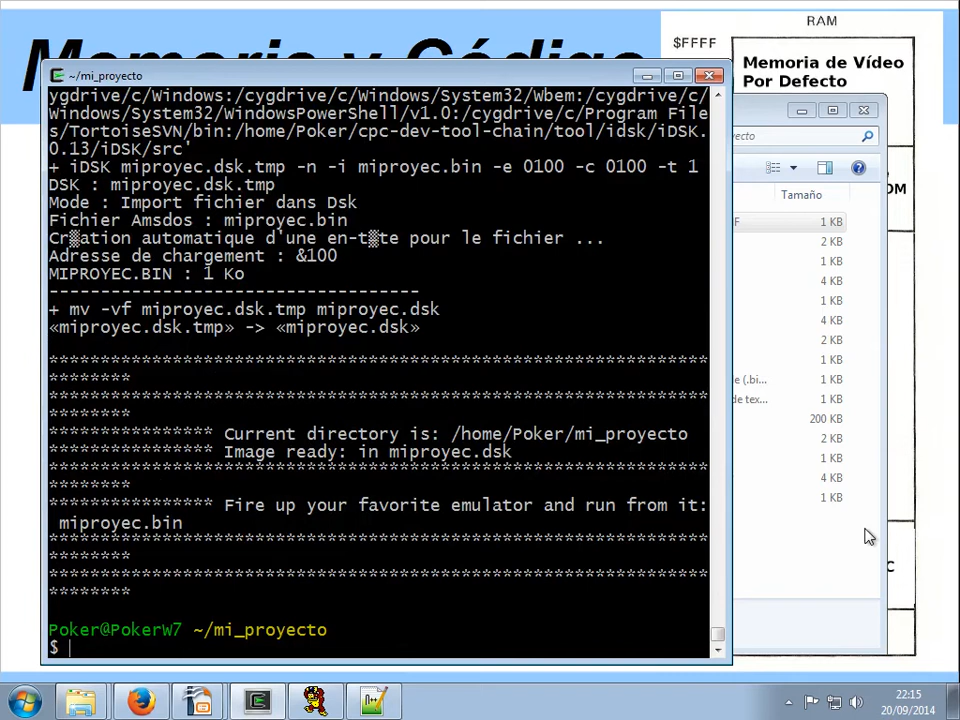 Memoria y Código
RAM
$FFFF
Memoria de Vídeo
Por Defecto
~/mi_proyecto
ygdrive/c/Windows:/cygdrive/c/Windows/System32/Wbem:/cygdrive/c/
Windows/System32/WindowsPowerShell/v1.0:/cygdrive/c/Program File
s/TortoiseSVN/bin:/home/Poker/cpc-dev-tool-chain/tool/idsk/iDSK.
0.13/iDSK/src'
+ iDSK miproyec.dsk.tmp -n -i miproyec.bin -e 0100 -c 0100 -t 1
DSK : miproyec.dsk.tmp
Mode : Import fichier dans Dsk
Fichier Amsdos : miproyec.bin
Cr▒ation automatique d'une en-t▒te pour le fichier ...
Adresse de chargement : &100
MIPROYEC.BIN : 1 Ko
------------------------------------
+ mv -vf miproyec.dsk.tmp miproyec.dsk
«miproyec.dsk.tmp» -> «miproyec.dsk»
****************************************************************
********
****************************************************************
********
**************** Current directory is: /home/Poker/mi_proyecto
**************** Image ready: in miproyec.dsk
****************************************************************
********
**************** Fire up your favorite emulator and run from it:
miproyec.bin
****************************************************************
********
****************************************************************
********
Poker@PokerW7 ~/mi_proyecto
$
yecto
Tamaño
F 1 KB
2 KB
1 KB
4 KB
1 KB
4 KB
2 KB
1 KB
e (.bi... 1 KB
de tex... 1 KB
200 KB
2 KB
1 KB
4 KB
1 KB
OM
C
22:15
20/09/2014